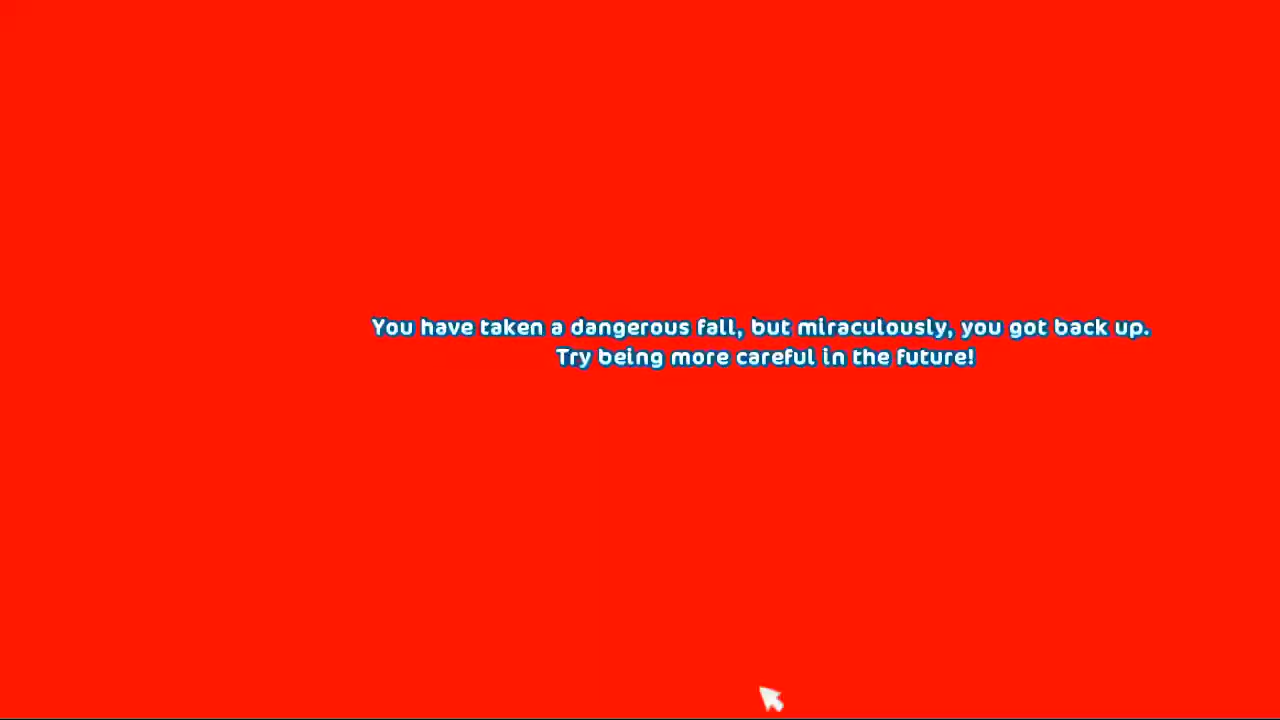 You have taken a dangerous fall, but miraculously, you got back up.
Try being more careful in the future!